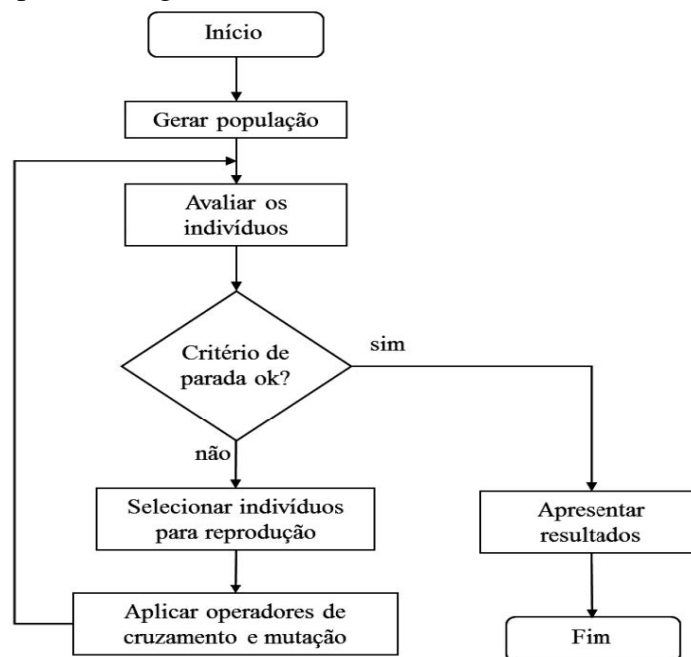 Início
Gerar população
Avaliar os
indivíduos
Critério de
parada ok?
sim
não
Selecionar indivíduos
para reprodução
Aplicar operadores de
cruzamento e mutação
Apresentar
resultados
Fim